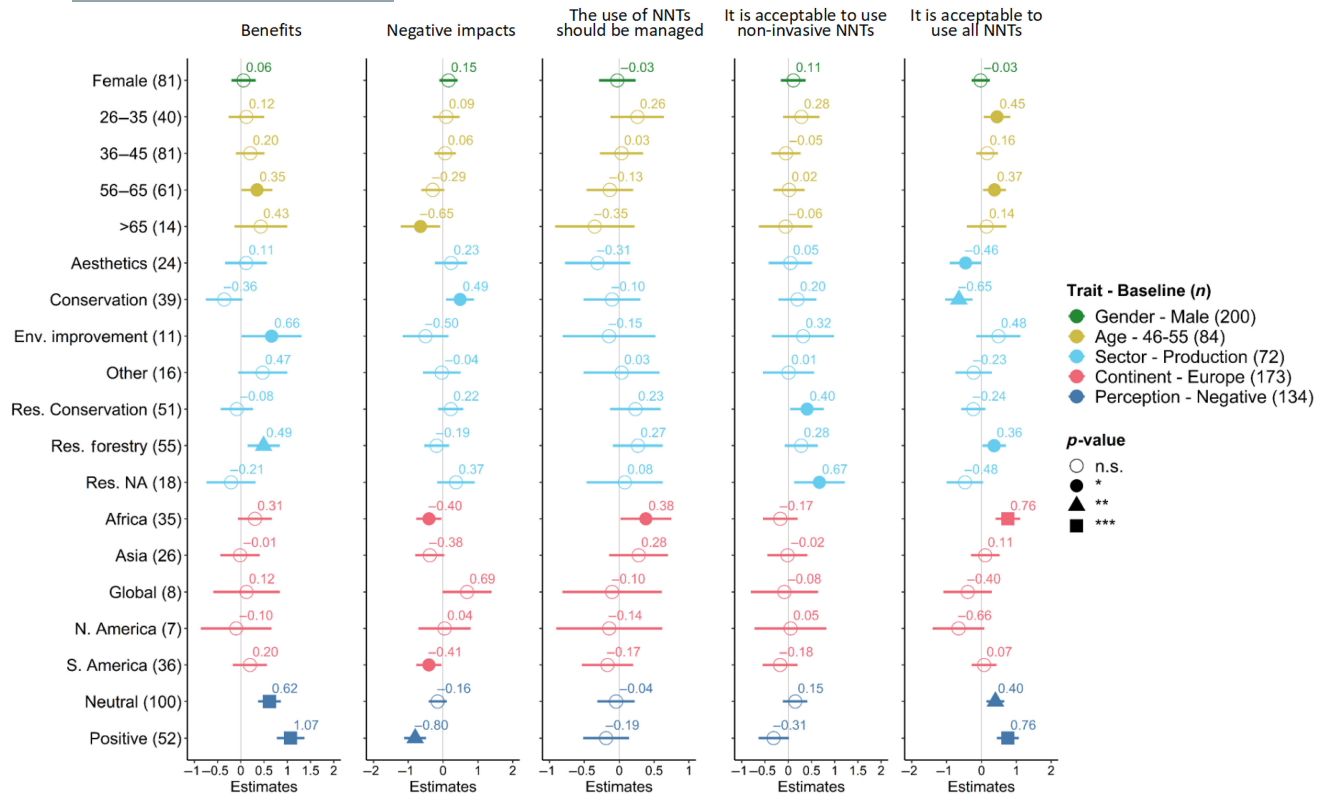 Benefits
Negative impacts
The use of NNTs
should be managed
It is acceptable to use
non-invasive NNTs
It is acceptable to
use all NNTs
Female (81) 0.06 0.15 −0.03 0.11 −0.03
26–35 (40) 0.12 0.09 0.26 0.28 0.45
36–45 (81) 0.20 0.06 0.03 −0.05 0.16
56–65 (61) 0.35 −0.29 −0.13 0.02 0.37
>65 (14) 0.43 −0.65 −0.35 −0.06 0.14
Aesthetics (24) 0.11 0.23 −0.31 0.05 −0.46
Conservation (39) −0.36 0.49 −0.10 0.20 −0.65
Env. improvement (11) 0.66 −0.50 −0.15 0.32 0.48
Other (16) 0.47 −0.04 0.03 0.01 −0.23
Res. Conservation (51) −0.08 0.22 0.23 0.40 −0.24
Res. forestry (55) 0.49 −0.19 0.27 0.28 0.36
Res. NA (18) −0.21 0.37 0.08 0.67 −0.48
Africa (35) 0.31 −0.40 0.38 −0.17 0.76
Asia (26) −0.01 −0.38 0.28 −0.02 0.11
Global (8) 0.12 0.69 −0.10 −0.08 −0.40
N. America (7) −0.10 0.04 −0.14 0.05 −0.66
S. America (36) 0.20 −0.41 −0.17 −0.18 0.07
Neutral (100) 0.62 −0.16 −0.04 0.15 0.40
Positive (52) 1.07 −0.80 −0.19 −0.31 0.76
−1 −0.5 0 0.5 1 1.5 2
Estimates
−2 −1 0 1 2
Estimates
−1 −0.5 0 0.5 1
Estimates
−1 −0.5 0 0.5 1 1.5 2
Estimates
−2 −1 0 1 2
Estimates
Trait - Baseline (n)
Gender - Male (200)
Age - 46-55 (84)
Sector - Production (72)
Continent - Europe (173)
Perception - Negative (134)
p-value
n.s.
*
**
***